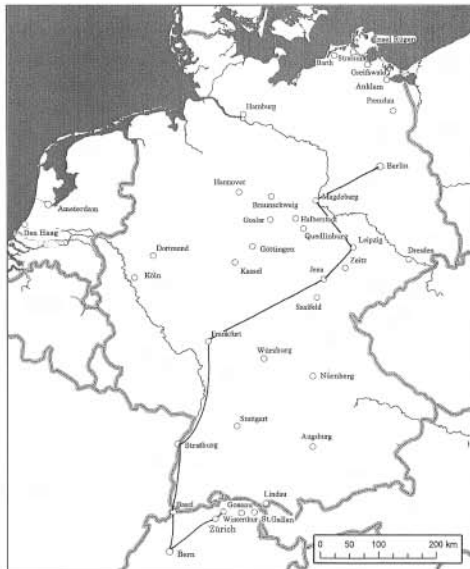 Insel Rügen
Stralsund
Barth
Greifswald
Anklam
Prenzlau
Hamburg
Berlin
Hannover
Braunschweig
Magdeburg
Amsterdam
Goslar
Halberstadt
Den Haag
Quedlinburg
Leipzig
Dortmund
Göttingen
Dresden
Zeitz
Köln
Kassel
Jena
Saalfeld
Frankfurt
Würzburg
Nürnberg
Stuttgart
Augsburg
Straßburg
Lindau
Basel
Gossau
Winterthur
St.Gallen
Zürich
Bern
0 50 100 200 km